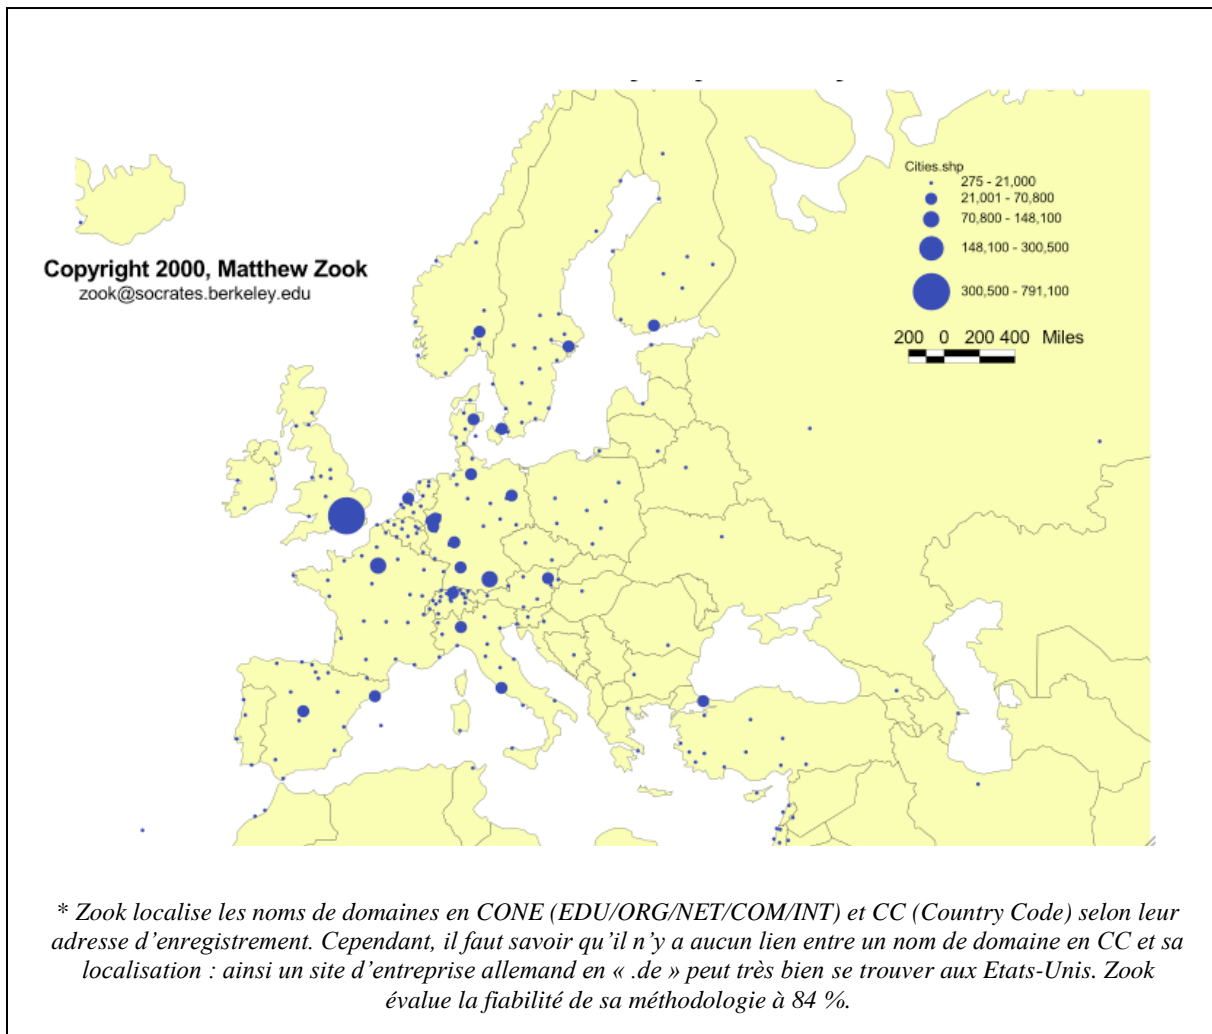 Cities.shp
275 - 21,000
21,001 - 70,800
70,800 - 148,100
148,100 - 300,500
300,500 - 791,100
Copyright 2000, Matthew Zook
zook@socrates.berkeley.edu
200 0 200 400 Miles
* Zook localise les noms de domaines en CONE (EDU/ORG/NET/COM/INT) et CC (Country Code) selon leur
adresse d’enregistrement. Cependant, il faut savoir qu’il n’y a aucun lien entre un nom de domaine en CC et sa
localisation : ainsi un site d’entreprise allemand en « .de » peut très bien se trouver aux Etats-Unis. Zook
évalue la fiabilité de sa méthodologie à 84 %.